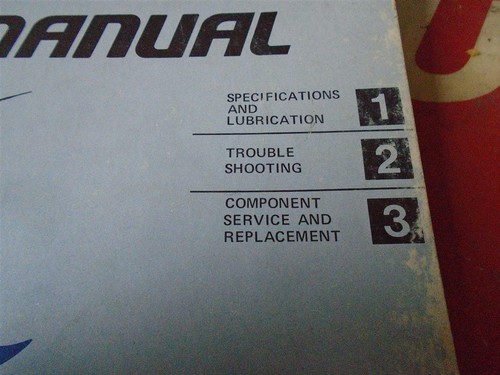 MANUAL
SPECIFICATIONS
AND
LUBRICATION
1
TROUBLE
SHOOTING
2
COMPONENT
SERVICE AND
REPLACEMENT
3